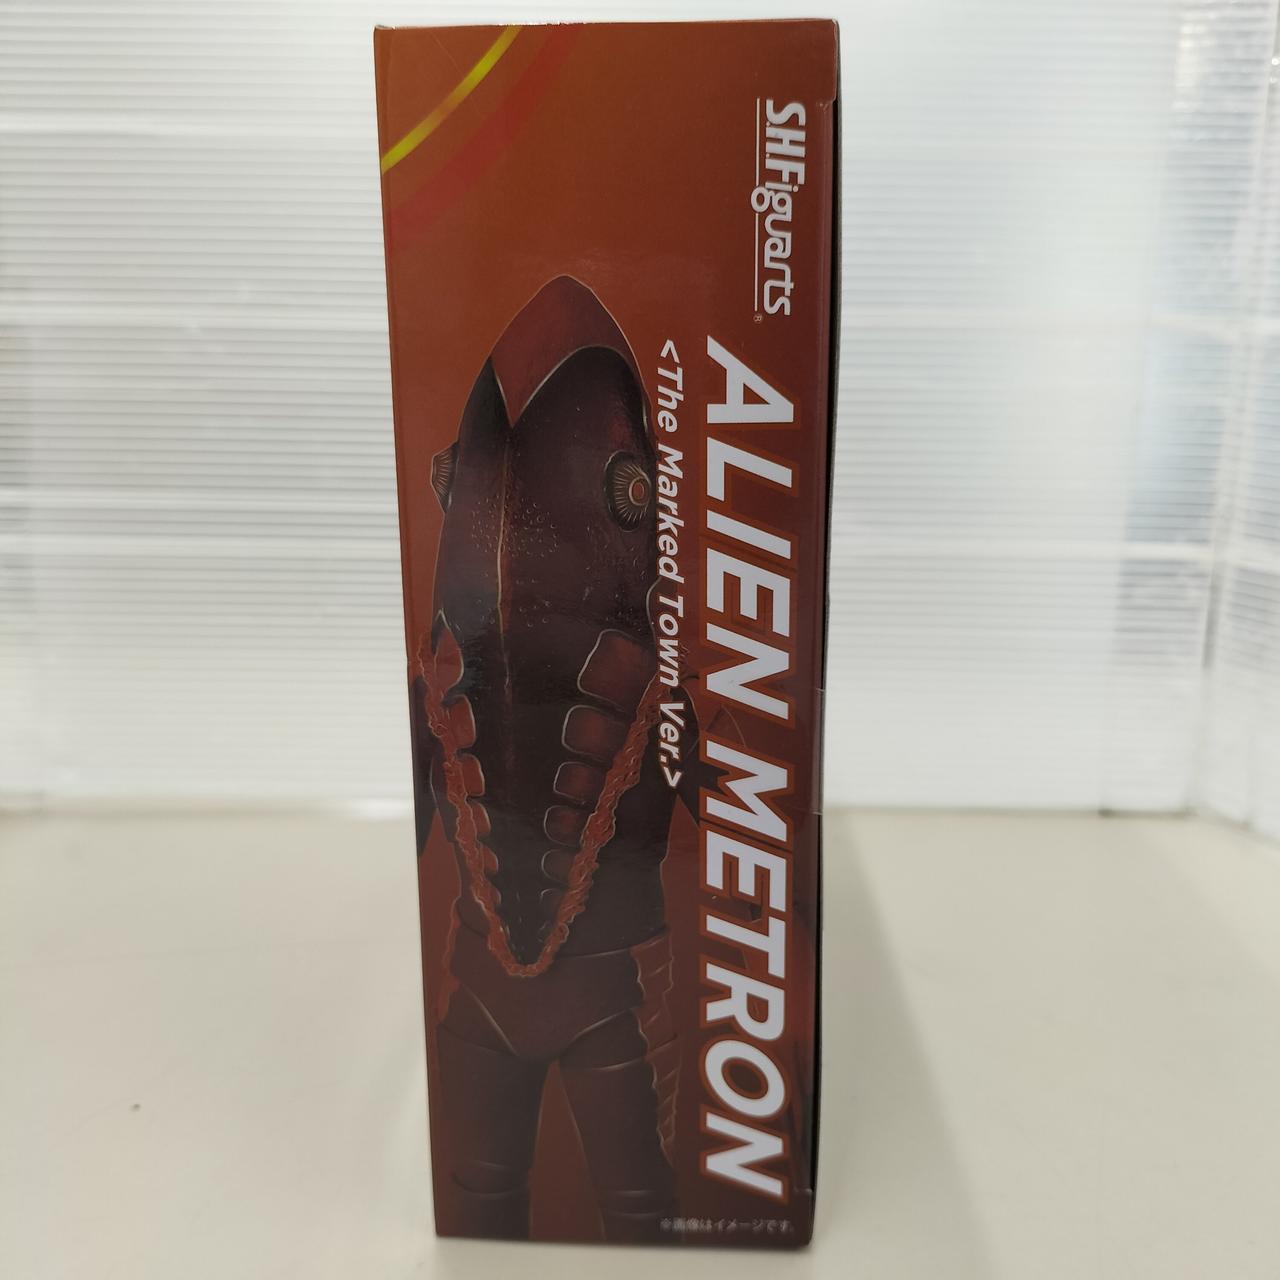 S.H.Figuarts®
ALIEN METRON
<The Marked Town Ver.>
※画像はイメージです。